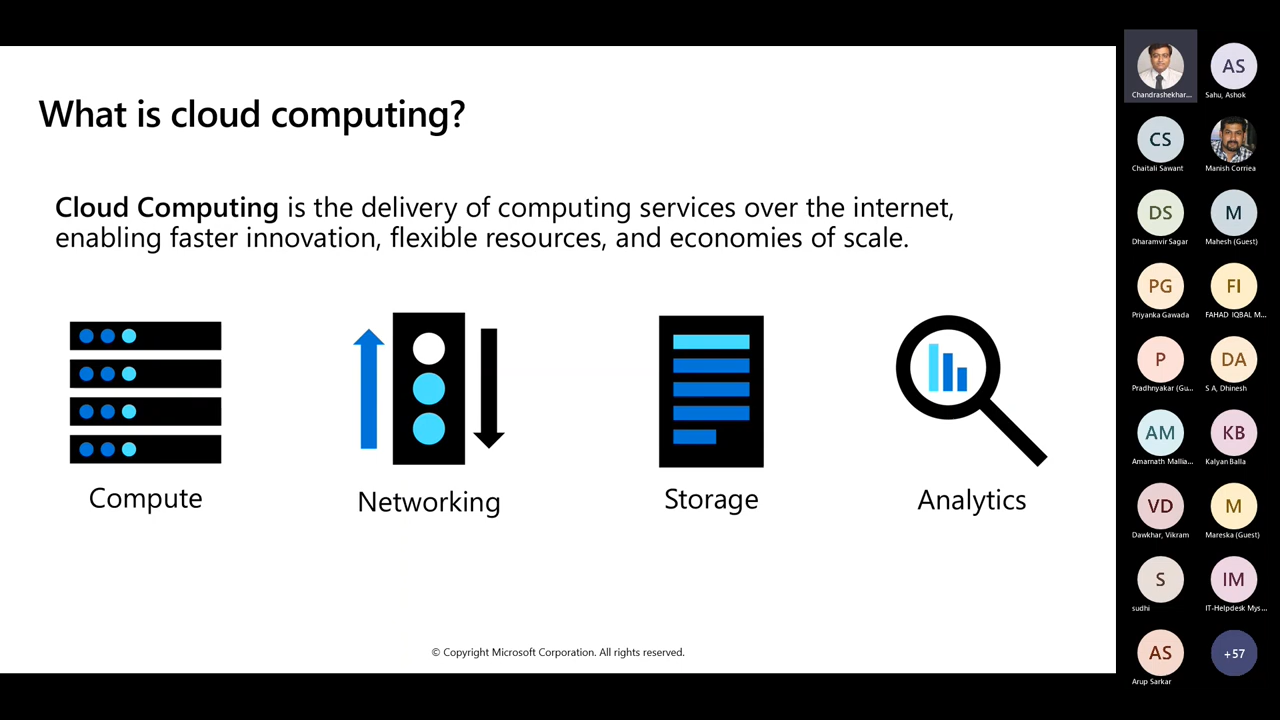 What is cloud computing?
Cloud Computing is the delivery of computing services over the internet,
enabling faster innovation, flexible resources, and economies of scale.
Compute
Networking
Storage
Analytics
© Copyright Microsoft Corporation. All rights reserved.
Chandrashekhar...
AS
Sahu, Ashok
CS
Chaitali Sawant
Manish Corriea
DS
Dharamvir Sagar
M
Mahesh (Guest)
PG
Priyanka Gawada
FI
FAHAD IQBAL M...
P
Pradhnyakar (Gu...
DA
S A, Dhinesh
AM
Amarnath Mallia...
KB
Kalyan Balla
VD
Dawkhar, Vikram
M
Mareska (Guest)
S
sudhi
IM
IT-Helpdesk Mys...
AS
Arup Sarkar
+57